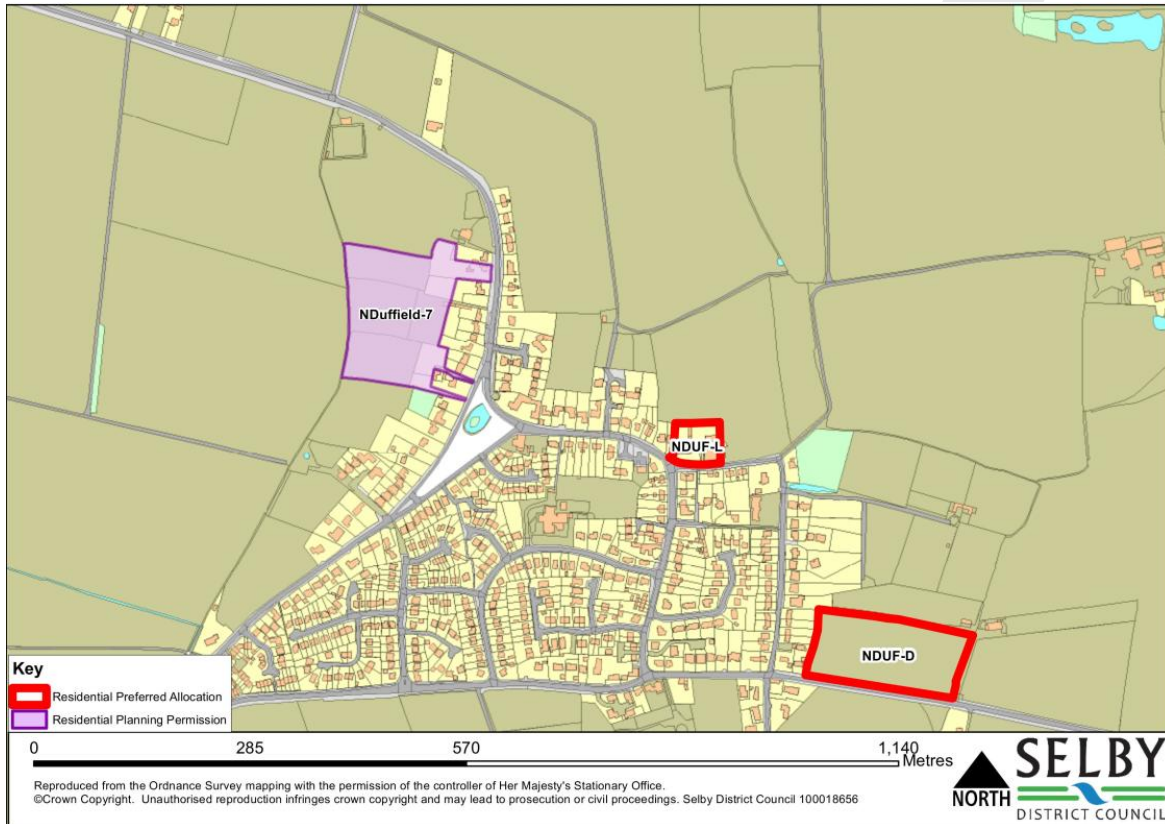 NDuffield-7
NDUF-L
NDUF-D
Key
Residential Preferred Allocation
Residential Planning Permission
0 285 570 1,140
Metres
Reproduced from the Ordnance Survey mapping with the permission of the controller of Her Majesty's Stationary Office.
©Crown Copyright. Unauthorised reproduction infringes crown copyright and may lead to prosecution or civil proceedings. Selby District Council 100018656
NORTH
SELBY
DISTRICT COUNCIL